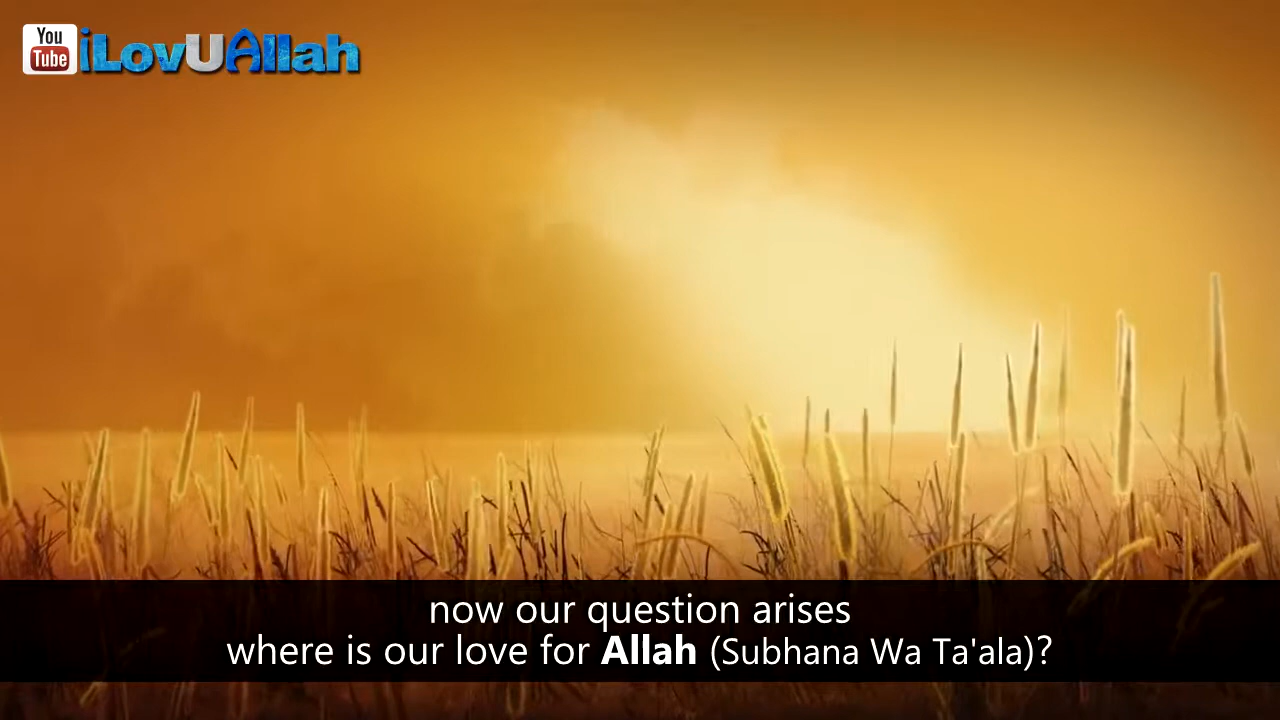 You
Tube
iLovUAllah
now our question arises
where is our love for Allah (Subhana Wa Ta'ala)?